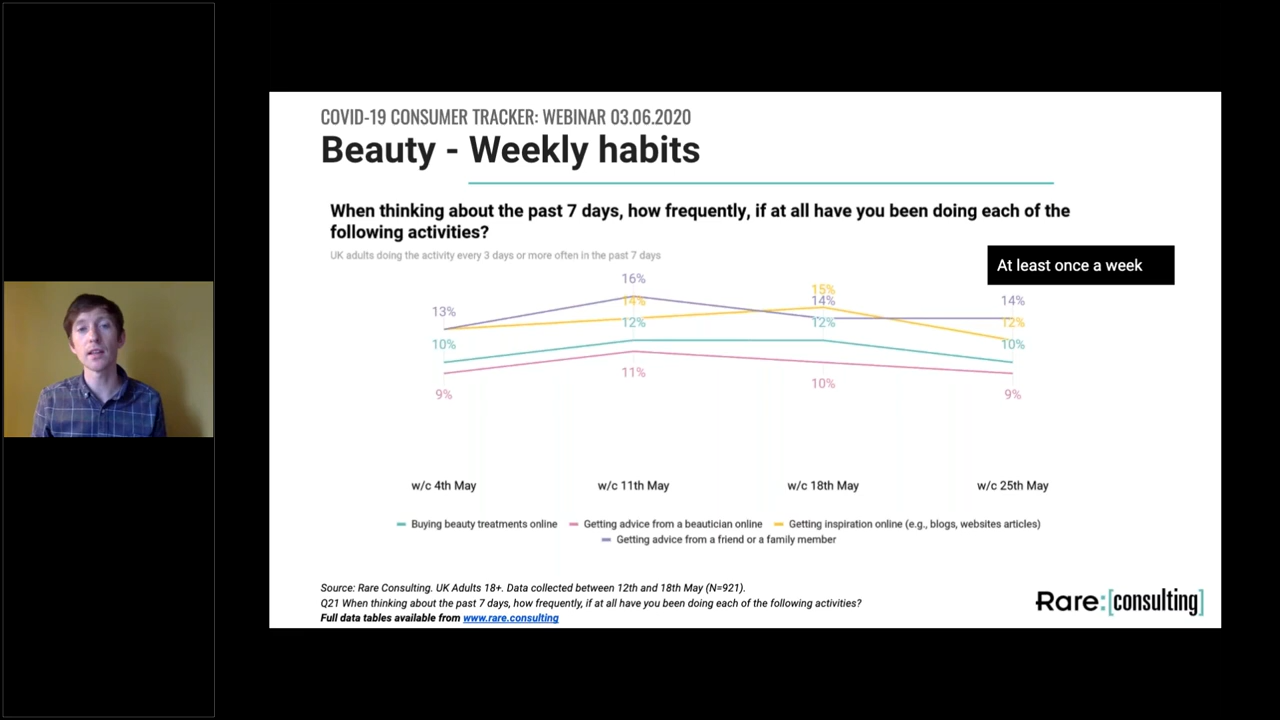 COVID-19 CONSUMER TRACKER: WEBINAR 03.06.2020
Beauty - Weekly habits
When thinking about the past 7 days, how frequently, if at all have you been doing each of the
following activities?
UK adults doing the activity every 3 days or more often in the past 7 days
At least once a week
16%
15%
14%
14%
14%
13%
12%
12%
12%
10%
10%
11%
10%
9%
9%
w/c 4th May
w/c 11th May
w/c 18th May
w/c 25th May
Buying beauty treatments online
Getting advice from a beautician online
Getting inspiration online (e.g., blogs, websites articles)
Getting advice from a friend or a family member
Source: Rare Consulting. UK Adults 18+. Data collected between 12th and 18th May (N=921).
Q21 When thinking about the past 7 days, how frequently, if at all have you been doing each of the following activities?
Full data tables available from www.rare.consulting
Rare:[consulting]